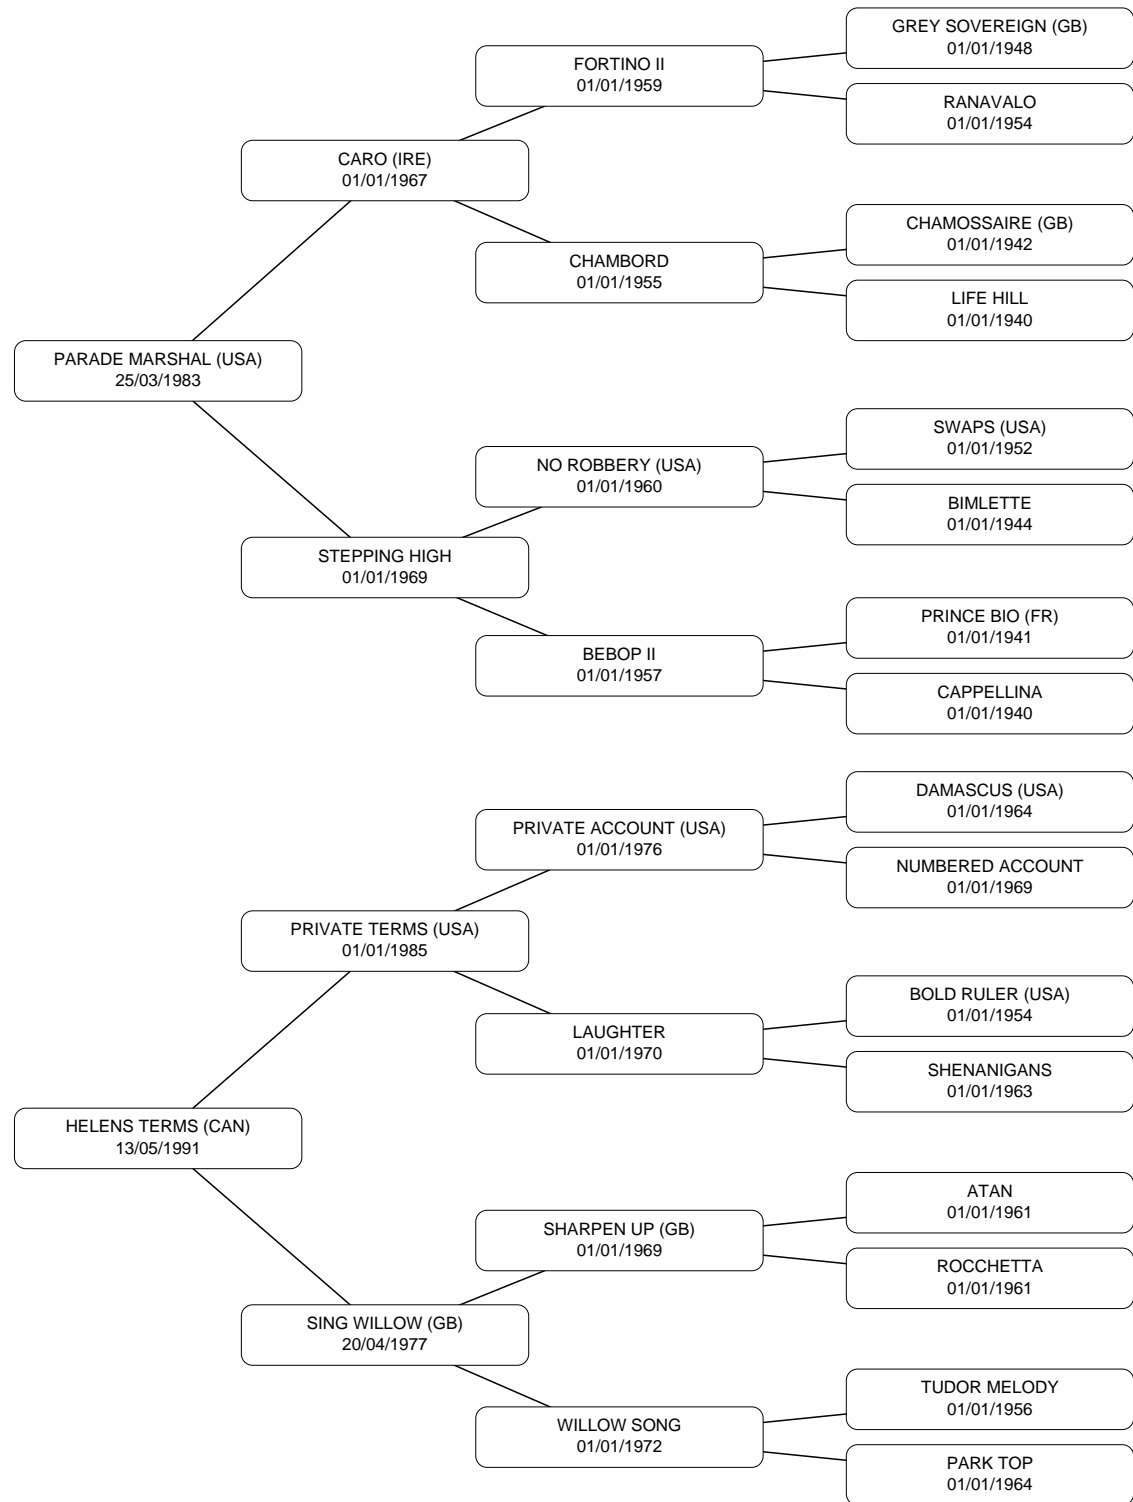 GREY SOVEREIGN (GB)
01/01/1948
FORTINO II
01/01/1959
RANAVALO
01/01/1954
CARO (IRE)
01/01/1967
CHAMOSSAIRE (GB)
01/01/1942
CHAMBORD
01/01/1955
LIFE HILL
01/01/1940
PARADE MARSHAL (USA)
25/03/1983
SWAPS (USA)
01/01/1952
NO ROBBERY (USA)
01/01/1960
BIMLETTE
01/01/1944
STEPPING HIGH
01/01/1969
PRINCE BIO (FR)
01/01/1941
BEBOP II
01/01/1957
CAPPELLINA
01/01/1940
DAMASCUS (USA)
01/01/1964
PRIVATE ACCOUNT (USA)
01/01/1976
NUMBERED ACCOUNT
01/01/1969
PRIVATE TERMS (USA)
01/01/1985
BOLD RULER (USA)
01/01/1954
LAUGHTER
01/01/1970
SHENANIGANS
01/01/1963
HELENS TERMS (CAN)
13/05/1991
ATAN
01/01/1961
SHARPEN UP (GB)
01/01/1969
ROCCHETTA
01/01/1961
SING WILLOW (GB)
20/04/1977
TUDOR MELODY
01/01/1956
WILLOW SONG
01/01/1972
PARK TOP
01/01/1964